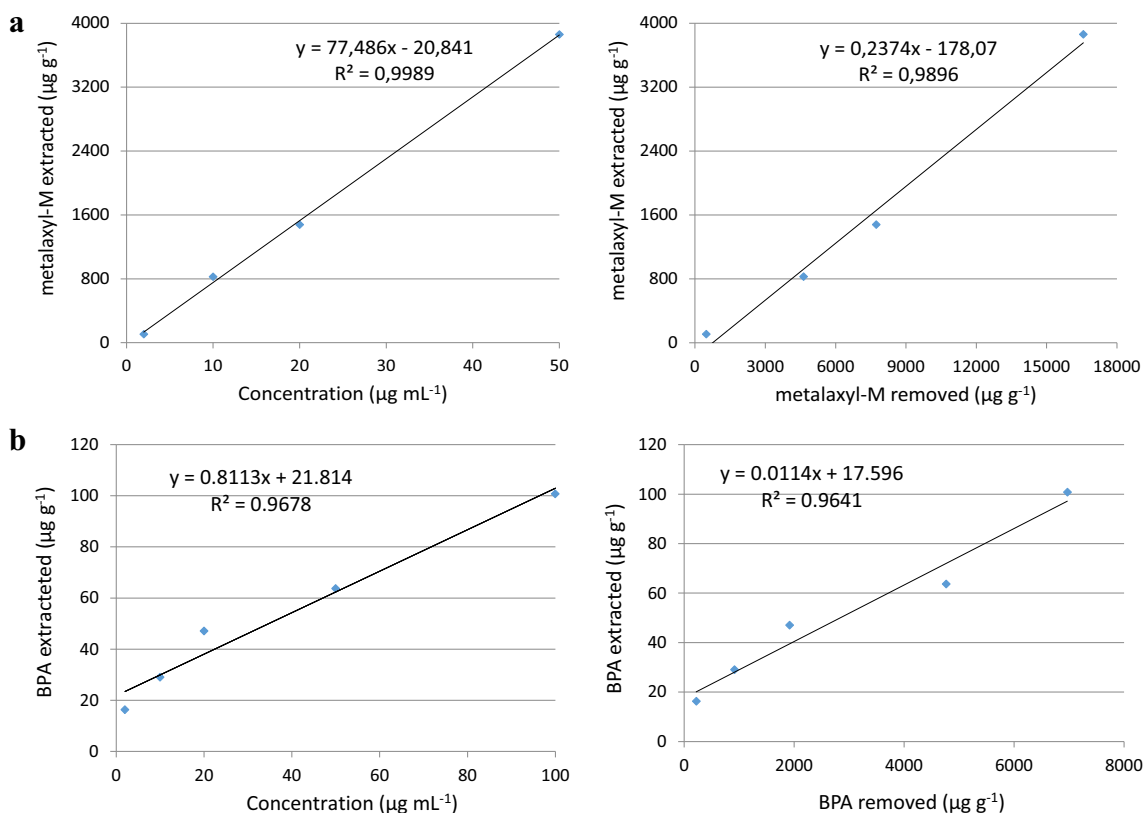 a
4000
3200
2400
1600
800
0
metalaxyl-M extracted (µg g⁻¹)
y = 77,486x - 20,841
R² = 0,9989
0 10 20 30 40 50
Concentration (µg mL⁻¹)
4000
3200
2400
1600
800
0
metalaxyl-M extracted (µg g⁻¹)
y = 0,2374x - 178,07
R² = 0,9896
0 3000 6000 9000 12000 15000 18000
metalaxyl-M removed (µg g⁻¹)
b
120
100
80
60
40
20
0
BPA extracteted (µg g⁻¹)
y = 0.8113x + 21.814
R² = 0.9678
0 20 40 60 80 100
Concentration (µg mL⁻¹)
120
100
80
60
40
20
0
BPA extracted (µg g⁻¹)
y = 0.0114x + 17.596
R² = 0.9641
0 2000 4000 6000 8000
BPA removed (µg g⁻¹)